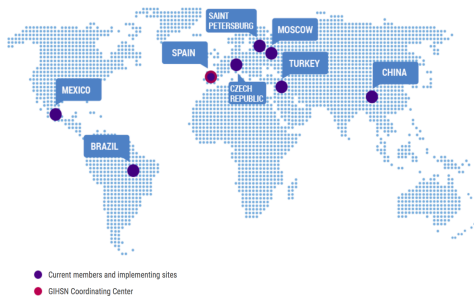 SAINT
PETERSBURG
MOSCOW
SPAIN
TURKEY
CHINA
MEXICO
CZECH
REPUBLIC
BRAZIL
Current members and implementing sites
GIHSN Coordinating Center